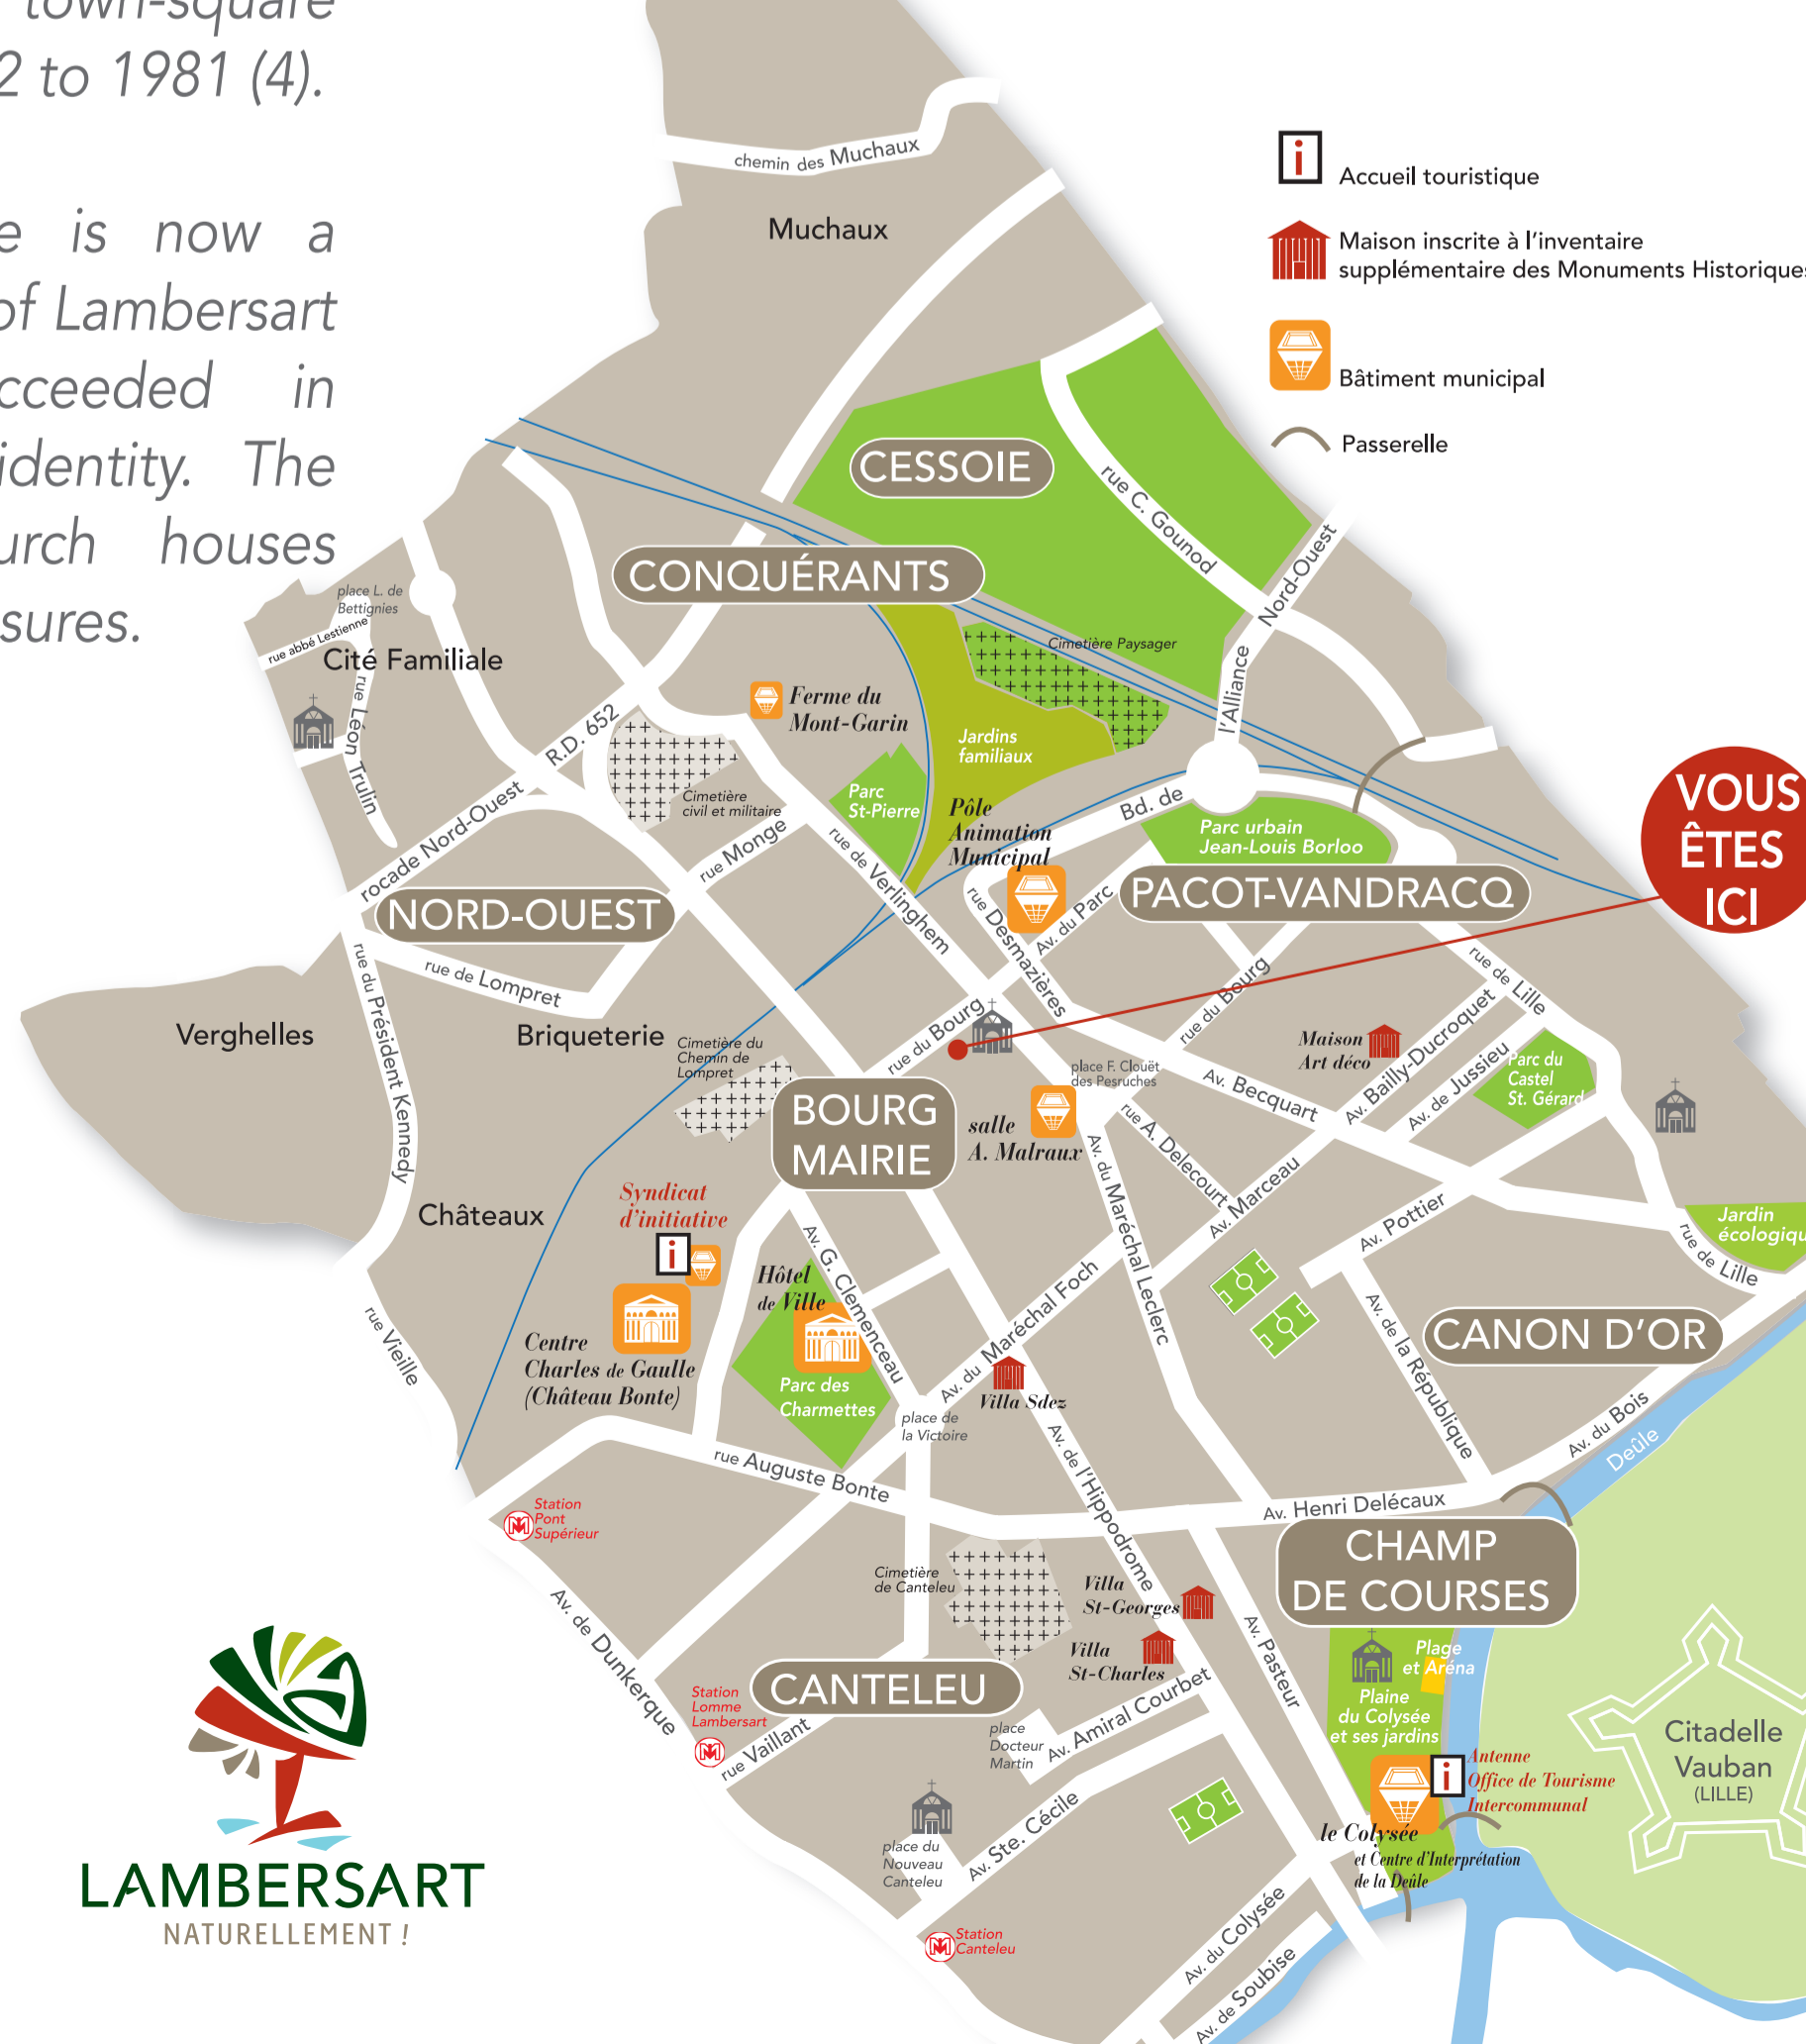 town-square
2 to 1981 (4).
e is now a
of Lambersart
cceeded in
identity. The
urch houses
sures.
i
Accueil touristique
Maison inscrite à l'inventaire
supplémentaire des Monuments Historiques
Bâtiment municipal
Passerelle
chemin des Muchaux
Muchaux
CESSOIE
rue C. Gounod
CONQUÉRANTS
Nord-Ouest
l'Alliance
Bd. de
place L. de
Bettignies
rue abbé Lestienne
Cité Familiale
rue Léon Trulin
R.D. 652
rocade Nord-Ouest
Ferme du
Mont-Garin
Cimetière Paysager
Jardins
familiaux
Cimetière
civil et militaire
Parc
St-Pierre
Pôle
Animation
Municipal
Parc urbain
Jean-Louis Borloo
VOUS
ÊTES
ICI
rue Monge
rue de Verlinghem
NORD-OUEST
PACOT-VANDRACQ
rue Desmazières
Av. du Parc
rue de Lompret
rue du Président Kennedy
rue du Bourg
rue du Bourg
rue de Lille
Verghelles
Briqueterie
Cimetière du
Chemin de
Lompret
Maison
Art déco
Av. Bailly-Ducroquet
Av. de Jussieu
Parc du
Castel
St. Gérard
place F. Clouët
des Pesruches
Av. Becquart
BOURG
MAIRIE
salle
A. Malraux
rue A. Delecourt
Av. du Maréchal Leclerc
Av. Marceau
Av. Pottier
Châteaux
Syndicat
d'initiative
i
Jardin
écologiqu
rue de Lille
Hôtel
de Ville
Av. G. Clemenceau
Av. du Maréchal Foch
rue Vieille
Centre
Charles de Gaulle
(Château Bonte)
Parc des
Charmettes
Villa Sdez
Av. de la République
CANON D'OR
place de
la Victoire
Av. du Bois
Deûle
rue Auguste Bonte
Av. de l'Hippodrome
Av. Henri Delécaux
Station
Pont
Supérieur
CHAMP
DE COURSES
Cimetière
de Canteleu
Villa
St-Georges
Villa
St-Charles
Av. de Dunkerque
Av. Pasteur
Plage
et Aréna
Plaine
du Colysée
et ses jardins
CANTELEU
Station
Lomme
Lambersart
rue Vaillant
place
Docteur
Martin
Av. Amiral Courbet
Citadelle
Vauban
(LILLE)
i
Antenne
Office de Tourisme
Intercommunal
le Colysée
et Centre d'Interprétation
de la Deûle
place du
Nouveau
Canteleu
Av. Ste. Cécile
Station
Canteleu
Av. du Colysée
Av. de Soubise
LAMBERSART
NATURELLEMENT !